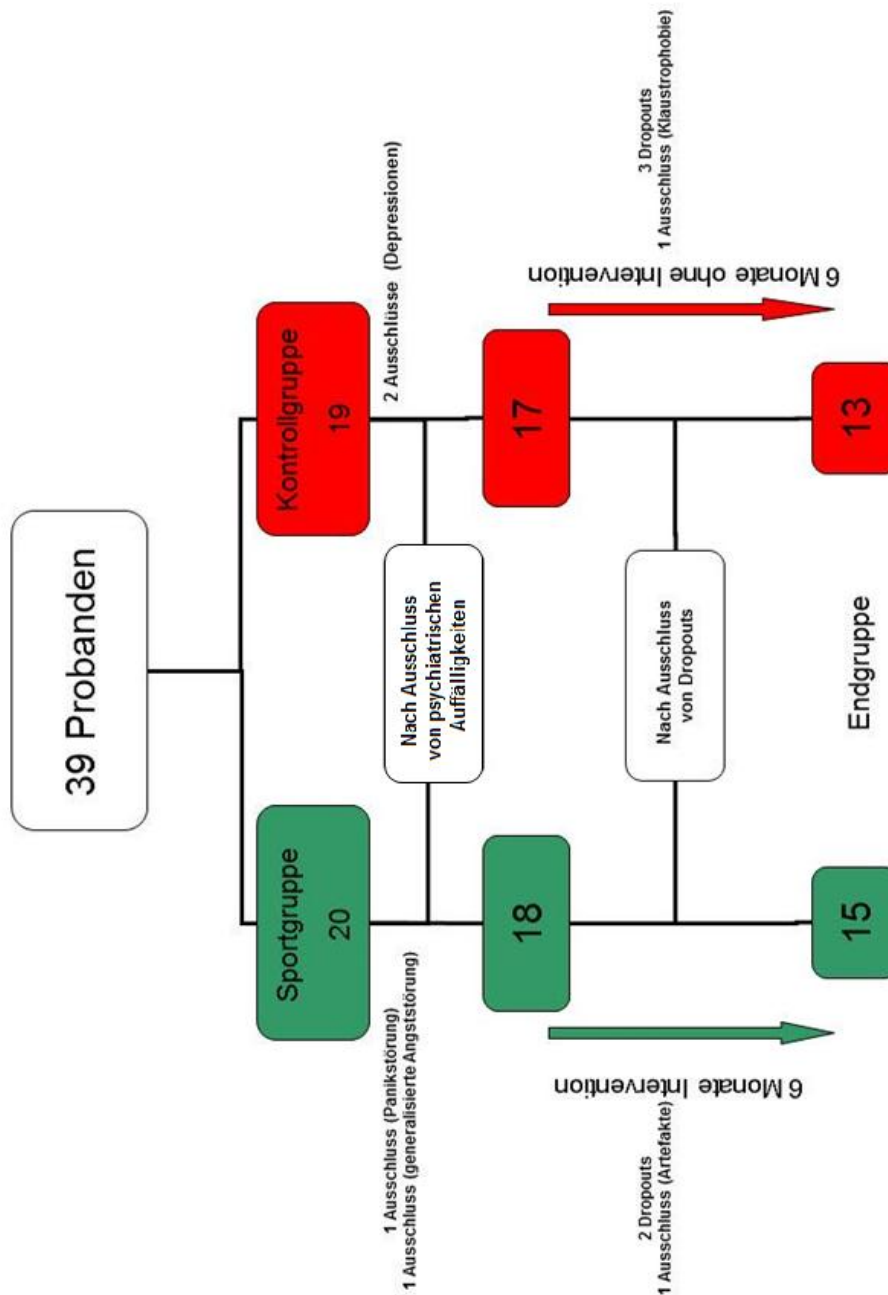 39 Probanden
Sportgruppe
20
Kontrollgruppe
19
1 Ausschluss (Panikstörung)
1 Ausschluss (generalisierte Angststörung)
Nach Ausschluss
von psychiatrischen
Auffälligkeiten
2 Ausschlüsse (Depressionen)
18
17
6 Monate Intervention
6 Monate ohne Intervention
2 Dropouts
1 Ausschluss (Artefakte)
Nach Ausschluss
von Dropouts
3 Dropouts
1 Ausschluss (Klaustrophobie)
15
Endgruppe
13